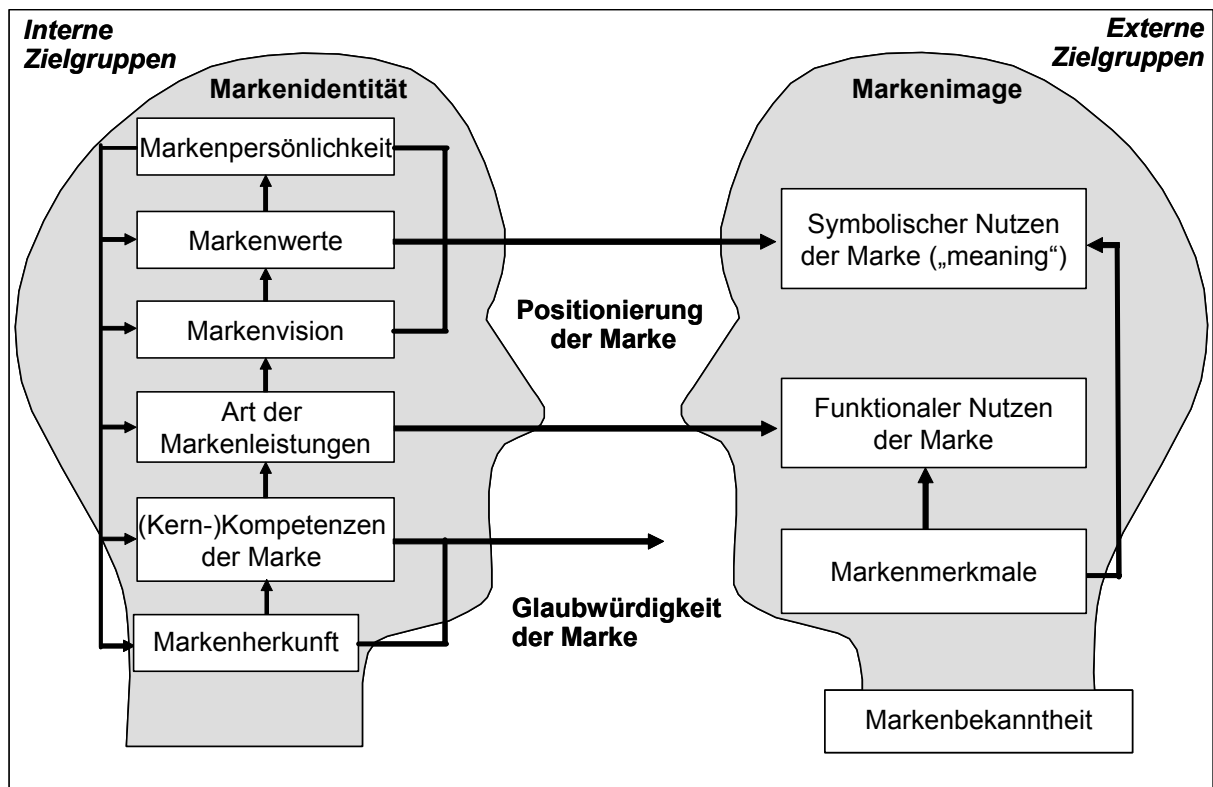 Interne
Zielgruppen
Externe
Zielgruppen
Markenidentität
Markenpersönlichkeit
Markenwerte
Markenvision
Art der
Markenleistungen
(Kern-)Kompetenzen
der Marke
Markenherkunft
Positionierung
der Marke
Glaubwürdigkeit
der Marke
Markenimage
Symbolischer Nutzen
der Marke („meaning“)
Funktionaler Nutzen
der Marke
Markenmerkmale
Markenbekanntheit